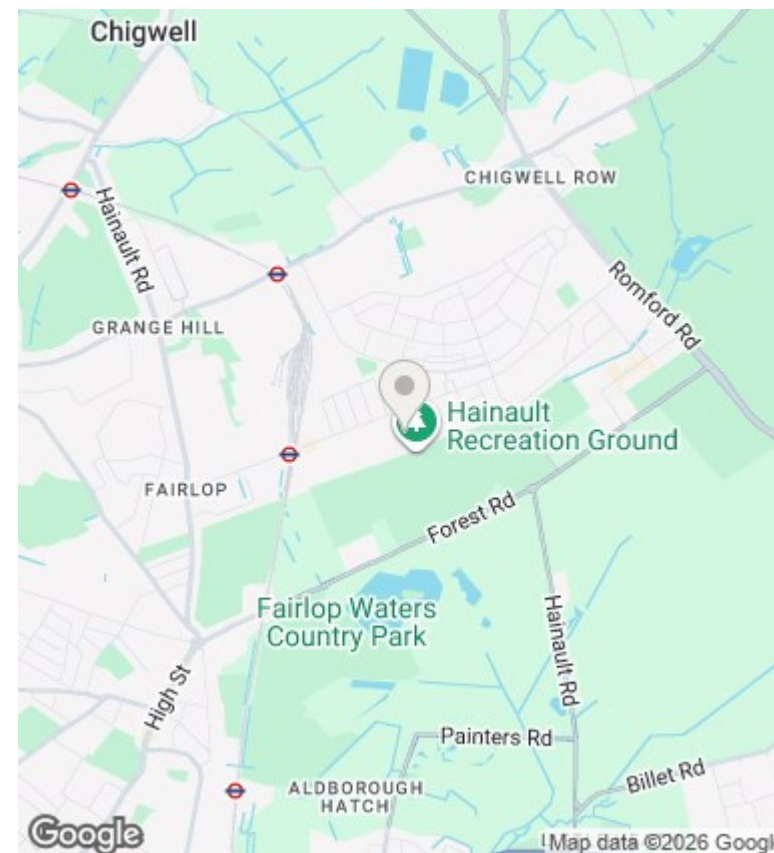 Chigwell
CHIGWELL ROW
Hainault Rd
Romford Rd
GRANGE HILL
Hainault
Recreation Ground
FAIRLOP
Forest Rd
Fairlop Waters
Country Park
Hainault Rd
High St
Painters Rd
ALDBOROUGH
HATCH
Billet Rd
Google
Map data ©2026 Googl